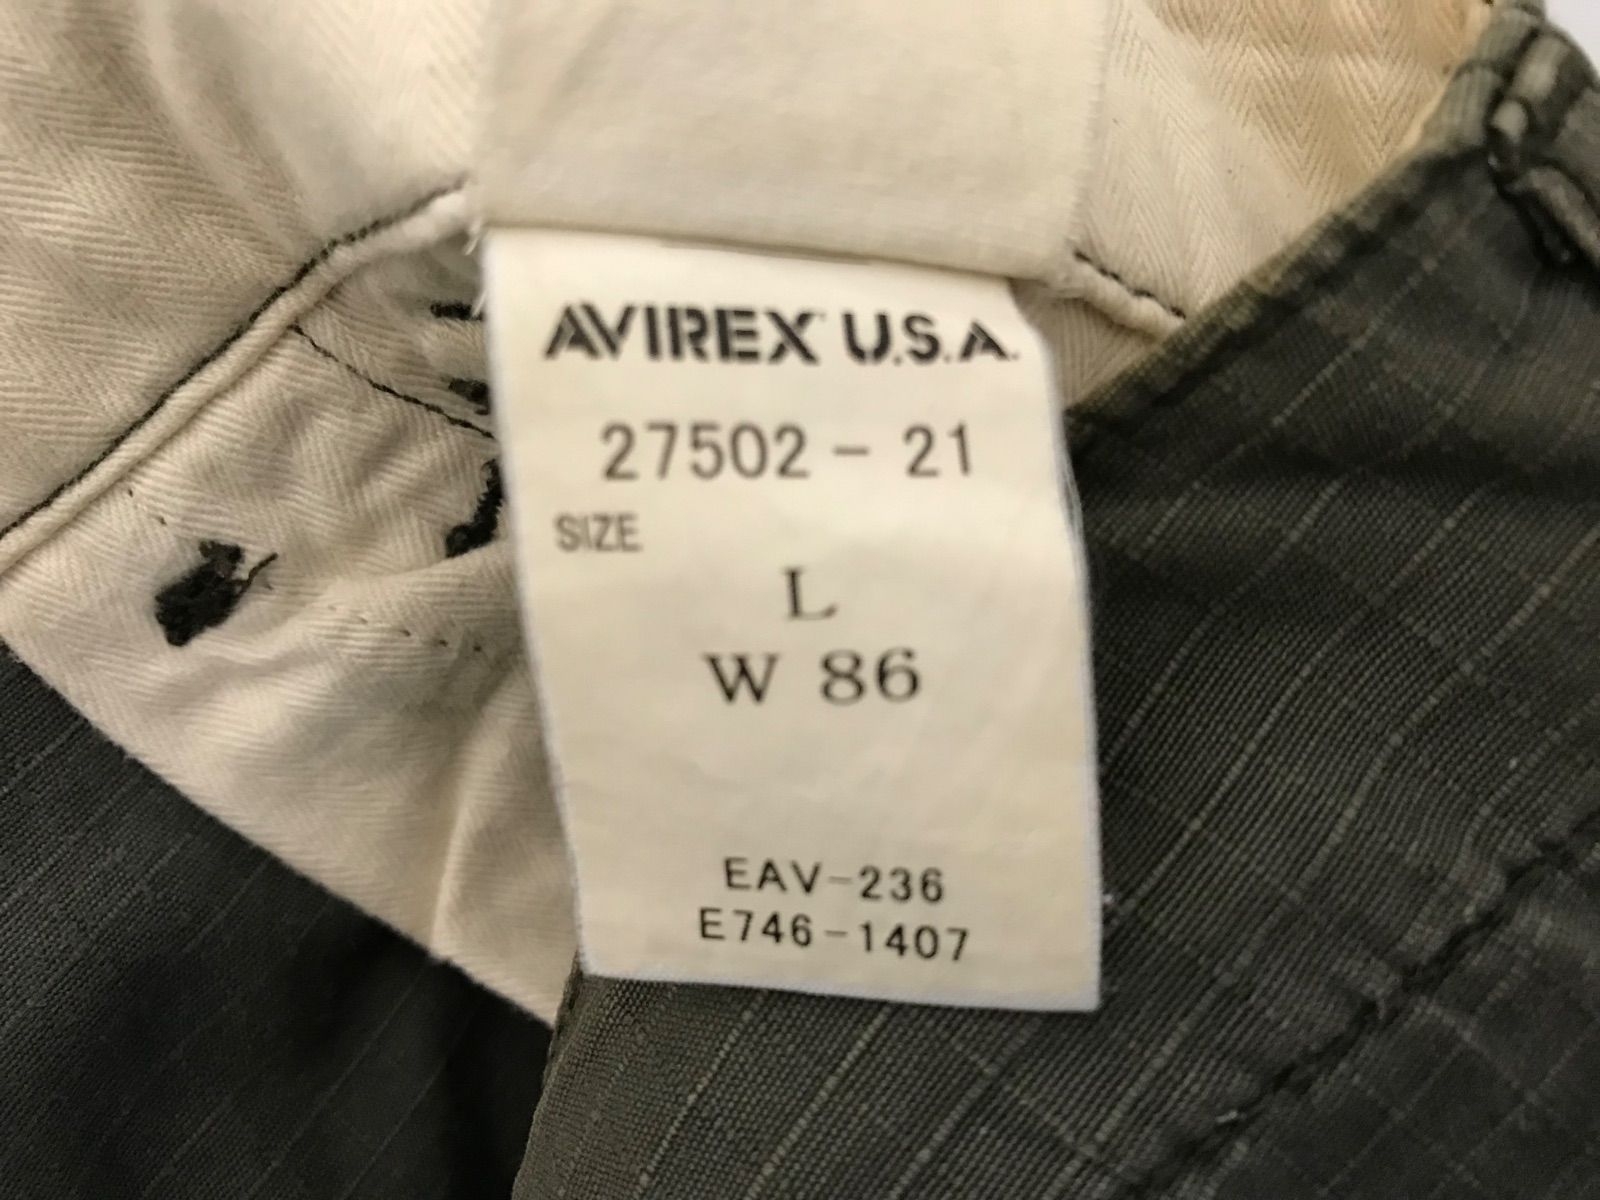 AVIREX U.S.A.
27502-21
SIZE
L
W 86
EAV-236
E746-1407